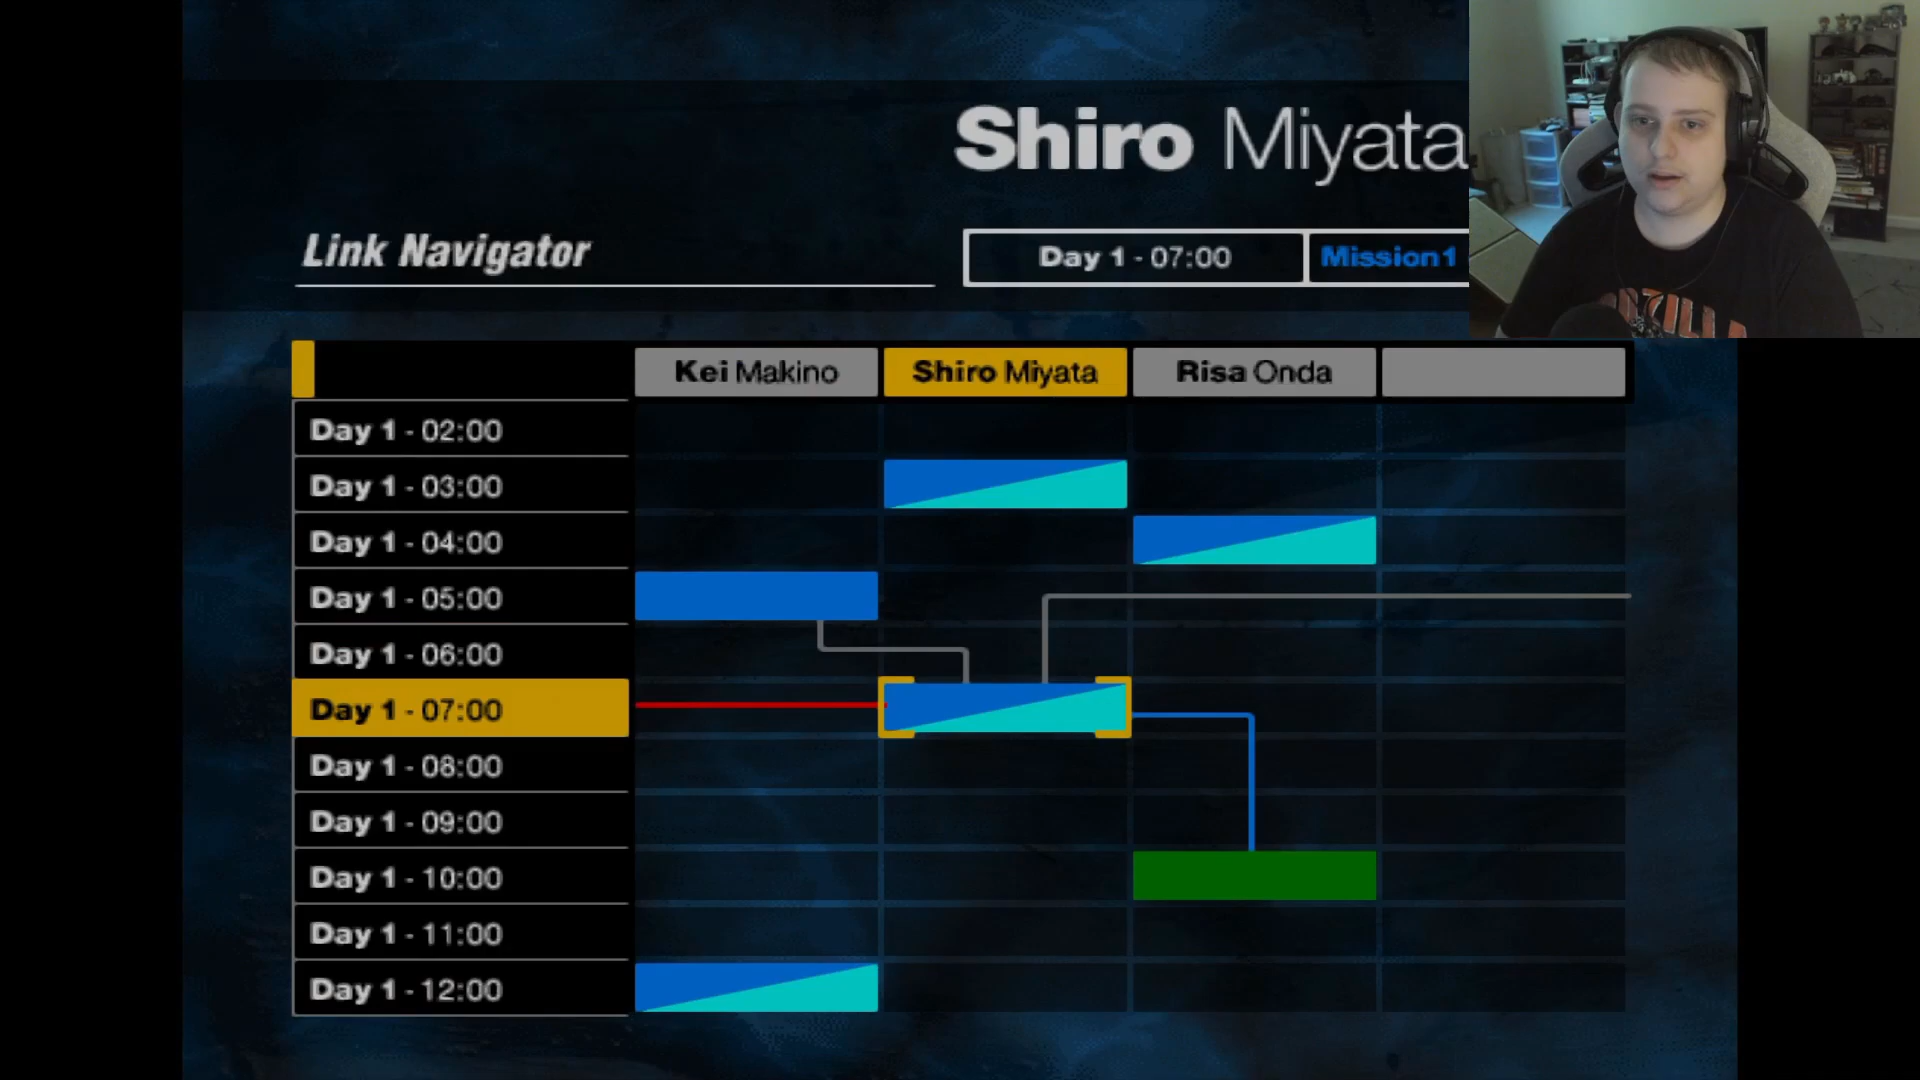 Shiro Miyata
Link Navigator
Day 1 - 07:00 Mission1
Kei Makino Shiro Miyata Risa Onda
Day 1 - 02:00
Day 1 - 03:00
Day 1 - 04:00
Day 1 - 05:00
Day 1 - 06:00
Day 1 - 07:00
Day 1 - 08:00
Day 1 - 09:00
Day 1 - 10:00
Day 1 - 11:00
Day 1 - 12:00